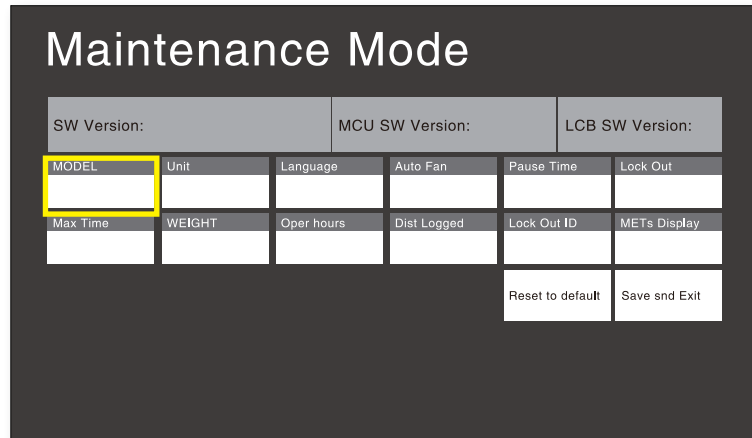 Maintenance Mode
SW Version: MCU SW Version: LCB SW Version:
MODEL Unit Language Auto Fan Pause Time Lock Out
Max Time WEIGHT Oper hours Dist Logged Lock Out ID METs Display
Reset to default Save snd Exit